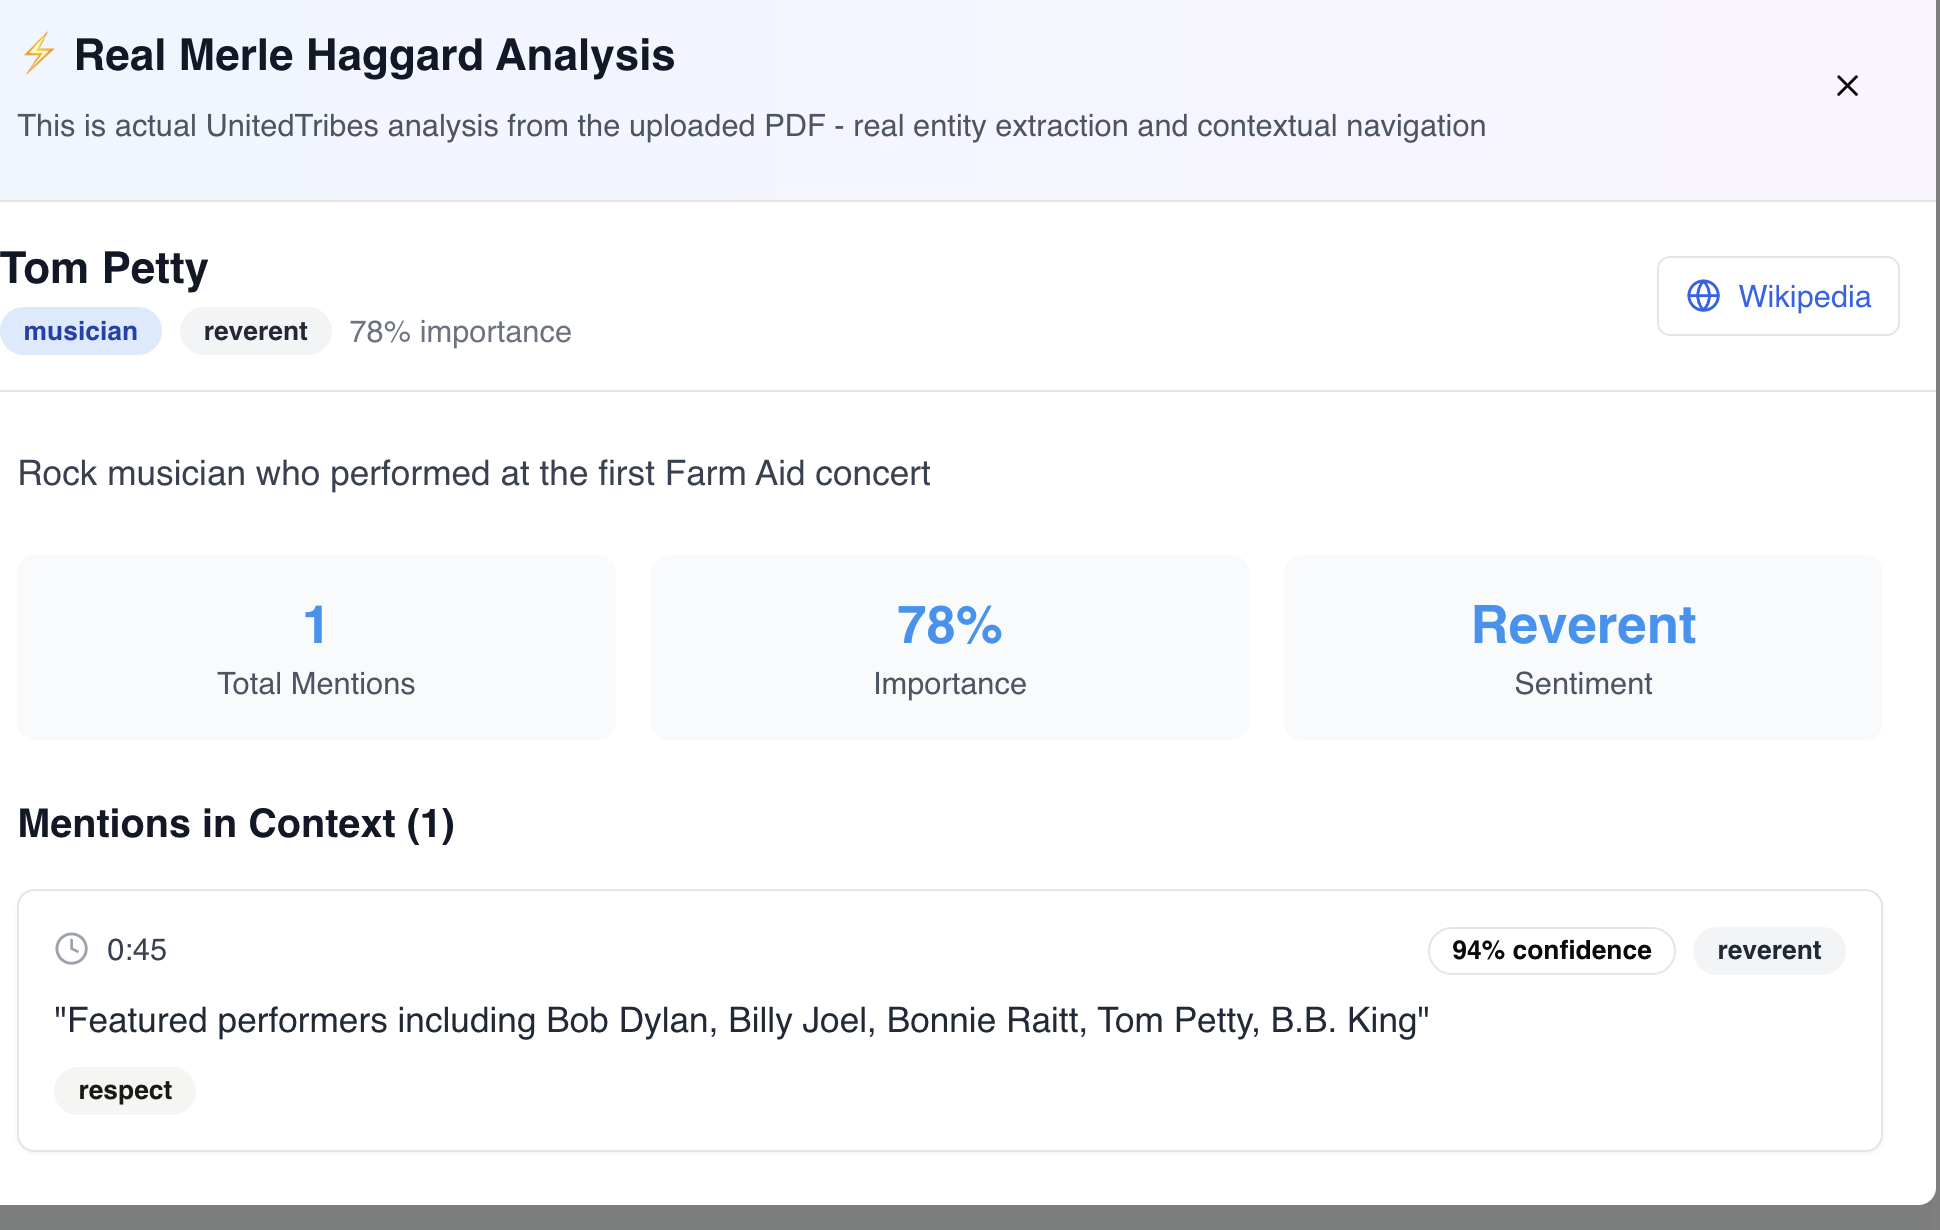 ⚡ Real Merle Haggard Analysis
This is actual UnitedTribes analysis from the uploaded PDF - real entity extraction and contextual navigation
Tom Petty
musician reverent 78% importance
Wikipedia
Rock musician who performed at the first Farm Aid concert
1
Total Mentions
78%
Importance
Reverent
Sentiment
Mentions in Context (1)
0:45
94% confidence reverent
"Featured performers including Bob Dylan, Billy Joel, Bonnie Raitt, Tom Petty, B.B. King"
respect